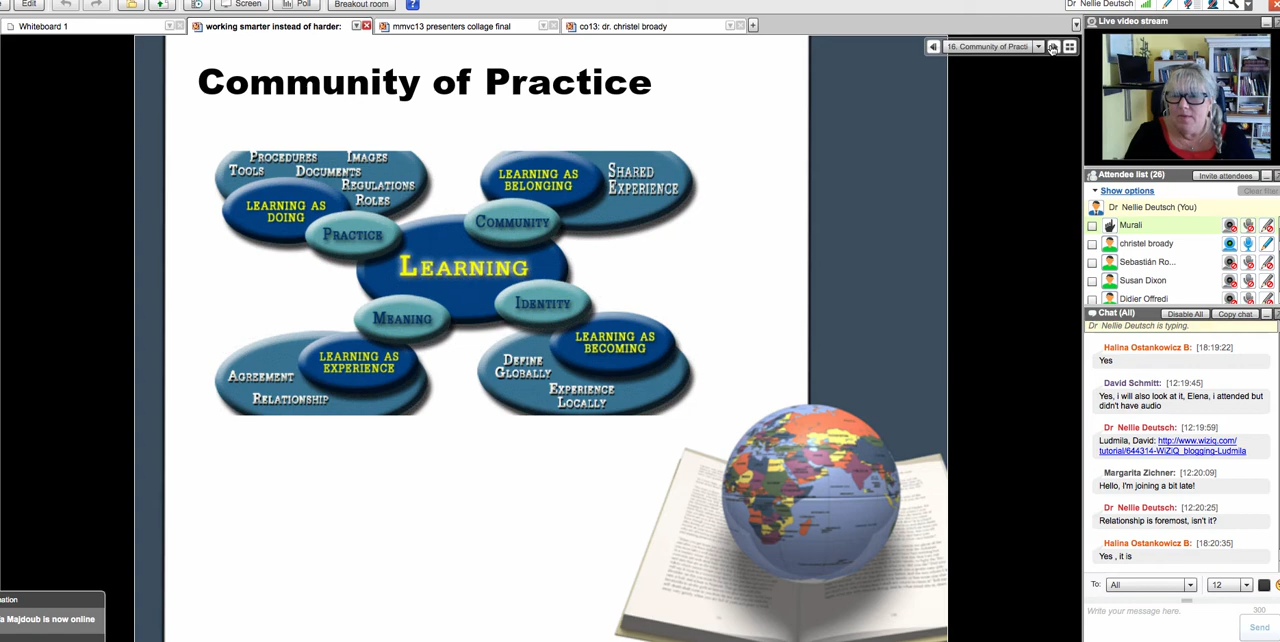 Edit
Screen
Poll
Breakout room
Dr Nellie Deutsch
Whiteboard 1
working smarter instead of harder:
mmvc13 presenters collage final
co13: dr. christel broady
16. Community of Practi
Community of Practice
PROCEDURES IMAGES
TOOLS DOCUMENTS
REGULATIONS
ROLES
LEARNING AS
DOING
PRACTICE
LEARNING AS
BELONGING
SHARED
EXPERIENCE
COMMUNITY
LEARNING
MEANING
IDENTITY
LEARNING AS
EXPERIENCE
AGREEMENT
RELATIONSHIP
LEARNING AS
BECOMING
DEFINE
GLOBALLY
EXPERIENCE
LOCALLY
a Majdoub is now online
Live video stream
Attendee list (26)
Invite attendees
Show options
Clear
Dr Nellie Deutsch (You)
Murali
christel broady
Sebastián Ro...
Susan Dixon
Didier Offredi
Chat (All)
Disable All
Copy chat
Dr Nellie Deutsch is typing.
Halina Ostankowicz B: [18:19:22]
Yes
David Schmitt: [12:19:45]
Yes, i will also look at it, Elena, i attended but
didn't have audio
Dr Nellie Deutsch: [12:19:59]
Ludmila, David: http://www.wiziq.com/
tutorial/644314-WiZiQ_blogging-Ludmila
Margarita Zichner: [12:20:09]
Hello, I'm joining a bit late!
Dr Nellie Deutsch: [12:20:25]
Relationship is foremost, isn't it?
Halina Ostankowicz B: [18:20:35]
Yes , it is
To: All 12
Write your message here.
300
Send